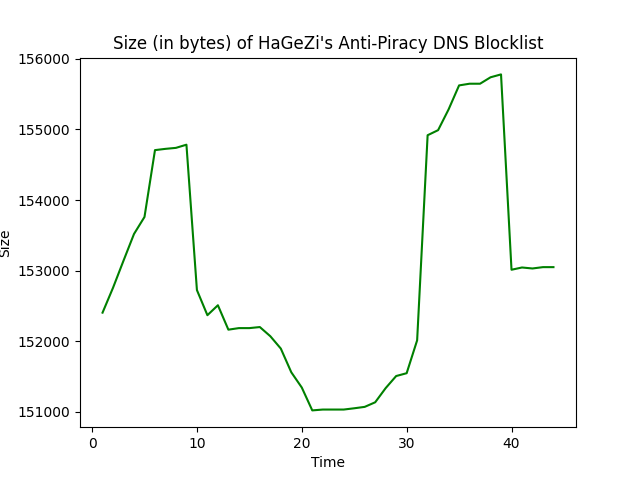 Size (in bytes) of HaGeZi's Anti-Piracy DNS Blocklist
156000
155000
154000
153000
152000
151000
Size
0 10 20 30 40
Time